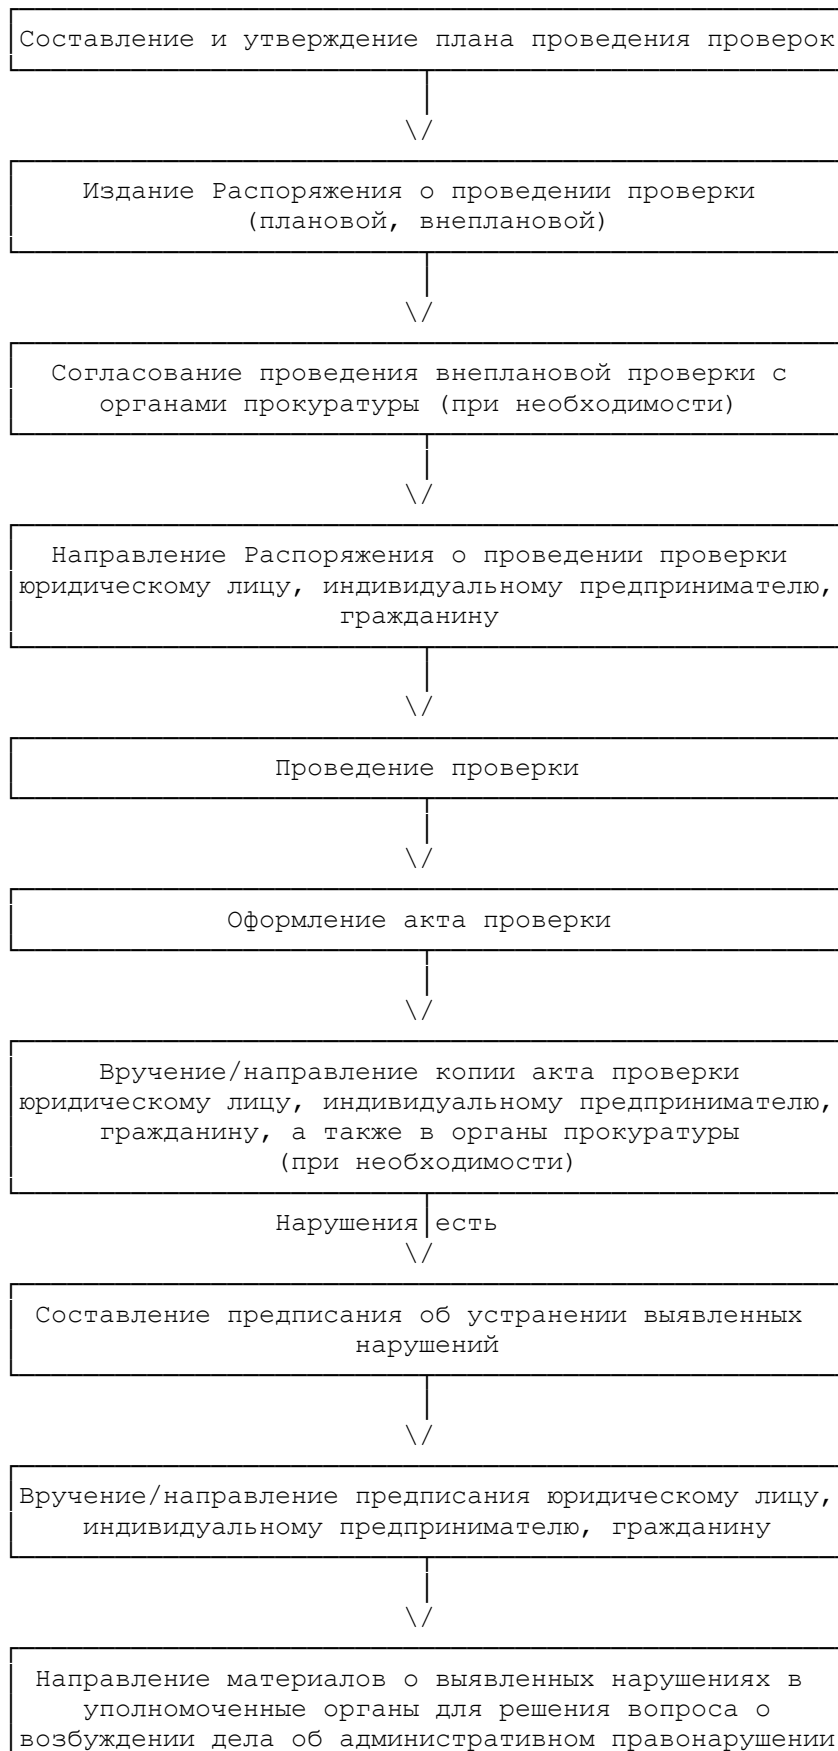 Составление и утверждение плана проведения проверок
\/
Издание Распоряжения о проведении проверки
(плановой, внеплановой)
\/
Согласование проведения внеплановой проверки с
органами прокуратуры (при необходимости)
\/
Направление Распоряжения о проведении проверки
юридическому лицу, индивидуальному предпринимателю,
гражданину
\/
Проведение проверки
\/
Оформление акта проверки
\/
Вручение/направление копии акта проверки
юридическому лицу, индивидуальному предпринимателю,
гражданину, а также в органы прокуратуры
(при необходимости)
Нарушения есть
\/
Составление предписания об устранении выявленных
нарушений
\/
Вручение/направление предписания юридическому лицу,
индивидуальному предпринимателю, гражданину
\/
Направление материалов о выявленных нарушениях в
уполномоченные органы для решения вопроса о
возбуждении дела об административном правонарушении